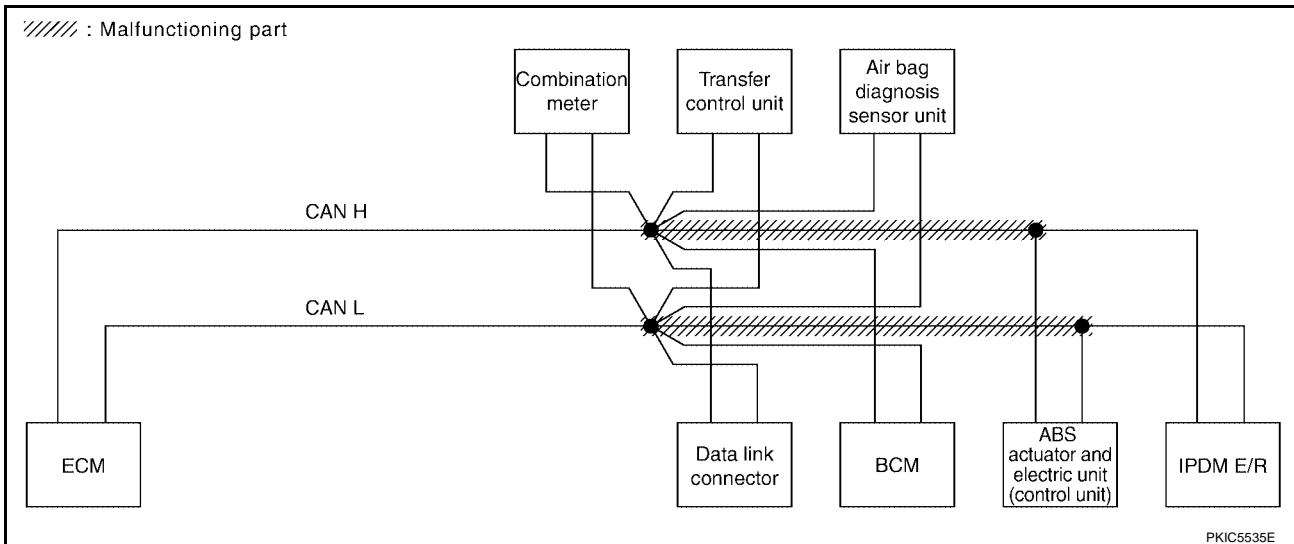 : Malfunctioning part
Combination
meter
Transfer
control unit
Air bag
diagnosis
sensor unit
CAN H
CAN L
ECM
Data link
connector
BCM
ABS
actuator and
electric unit
(control unit)
IPDM E/R
PKIC5535E